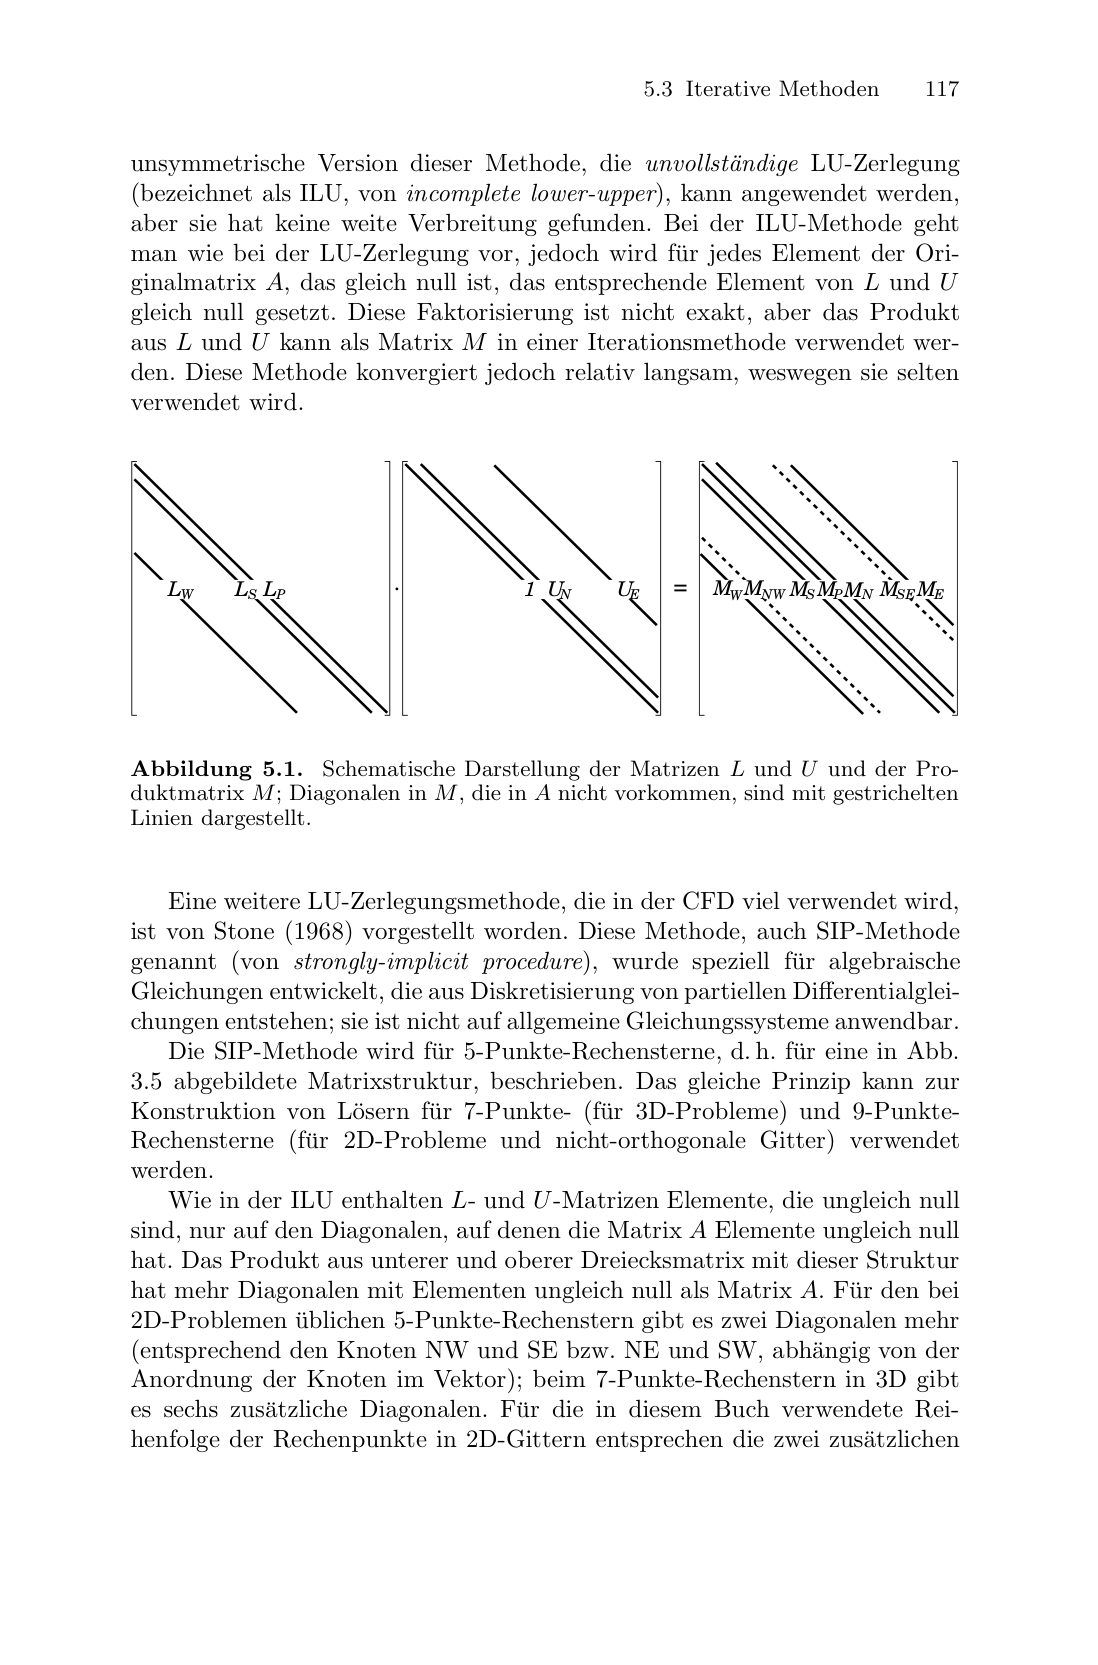 5.3 Iterative Methoden 117
unsymmetrische Version dieser Methode, die unvollständige LU-Zerlegung
(bezeichnet als ILU, von incomplete lower-upper), kann angewendet werden,
aber sie hat keine weite Verbreitung gefunden. Bei der ILU-Methode geht
man wie bei der LU-Zerlegung vor, jedoch wird für jedes Element der Ori-
ginalmatrix A, das gleich null ist, das entsprechende Element von L und U
gleich null gesetzt. Diese Faktorisierung ist nicht exakt, aber das Produkt
aus L und U kann als Matrix M in einer Iterationsmethode verwendet wer-
den. Diese Methode konvergiert jedoch relativ langsam, weswegen sie selten
verwendet wird.
L_W L_S L_P · 1 U_N U_E = M_W M_NW M_S M_P M_N M_SE M_E
Abbildung 5.1. Schematische Darstellung der Matrizen L und U und der Pro-
duktmatrix M; Diagonalen in M, die in A nicht vorkommen, sind mit gestrichelten
Linien dargestellt.
Eine weitere LU-Zerlegungsmethode, die in der CFD viel verwendet wird,
ist von Stone (1968) vorgestellt worden. Diese Methode, auch SIP-Methode
genannt (von strongly-implicit procedure), wurde speziell für algebraische
Gleichungen entwickelt, die aus Diskretisierung von partiellen Differentialglei-
chungen entstehen; sie ist nicht auf allgemeine Gleichungssysteme anwendbar.
Die SIP-Methode wird für 5-Punkte-Rechensterne, d. h. für eine in Abb.
3.5 abgebildete Matrixstruktur, beschrieben. Das gleiche Prinzip kann zur
Konstruktion von Lösern für 7-Punkte- (für 3D-Probleme) und 9-Punkte-
Rechensterne (für 2D-Probleme und nicht-orthogonale Gitter) verwendet
werden.
Wie in der ILU enthalten L- und U-Matrizen Elemente, die ungleich null
sind, nur auf den Diagonalen, auf denen die Matrix A Elemente ungleich null
hat. Das Produkt aus unterer und oberer Dreiecksmatrix mit dieser Struktur
hat mehr Diagonalen mit Elementen ungleich null als Matrix A. Für den bei
2D-Problemen üblichen 5-Punkte-Rechenstern gibt es zwei Diagonalen mehr
(entsprechend den Knoten NW und SE bzw. NE und SW, abhängig von der
Anordnung der Knoten im Vektor); beim 7-Punkte-Rechenstern in 3D gibt
es sechs zusätzliche Diagonalen. Für die in diesem Buch verwendete Rei-
henfolge der Rechenpunkte in 2D-Gittern entsprechen die zwei zusätzlichen